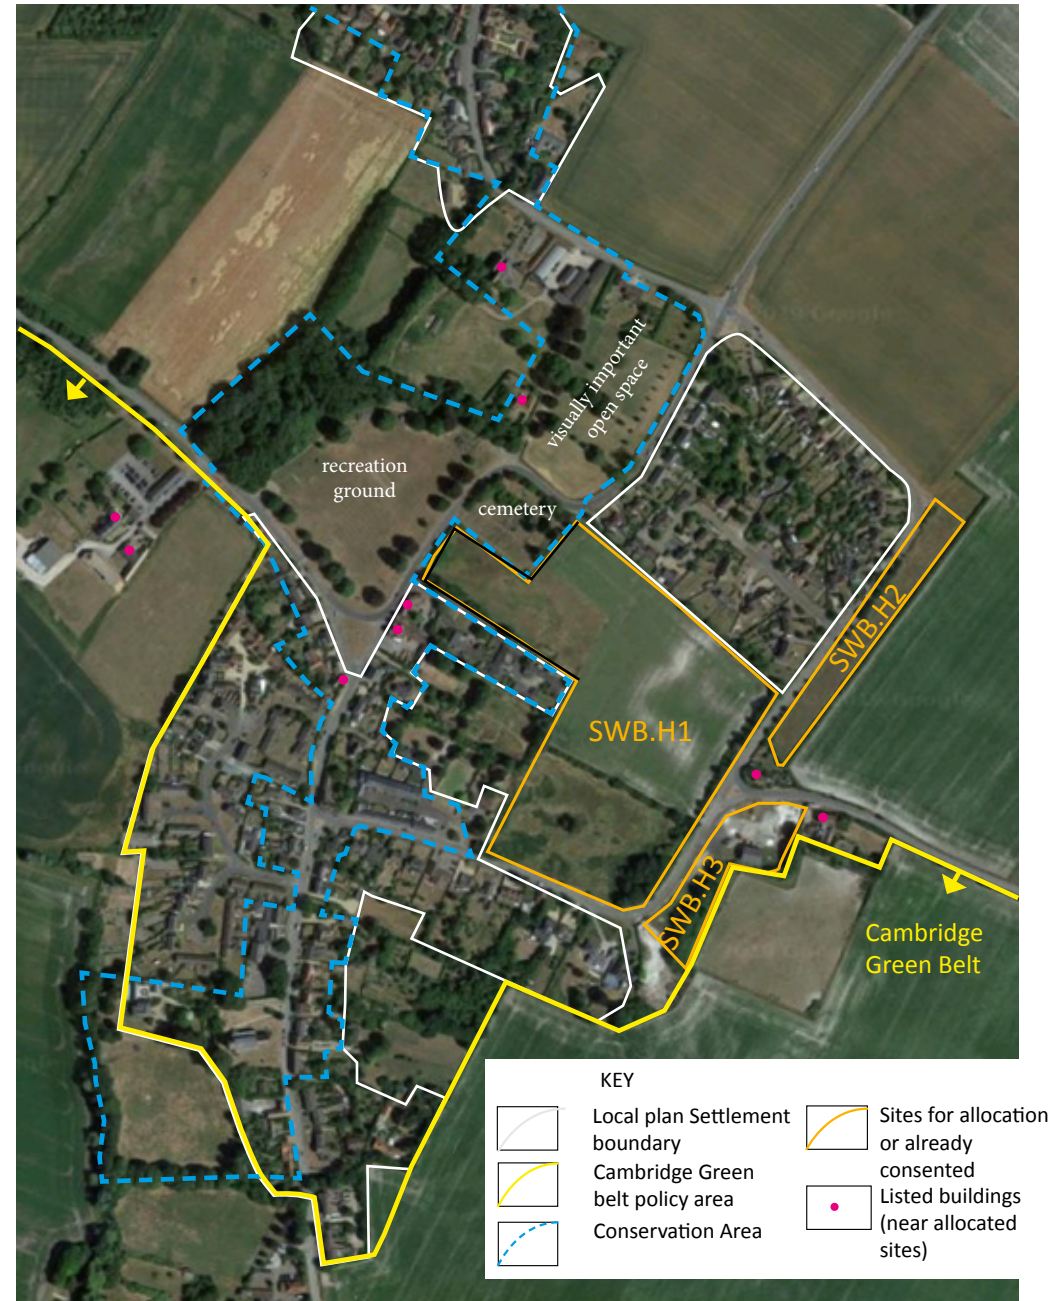 visually important
open space
recreation
ground
cemetery
SWB.H2
SWB.H1
SWB.H3
Cambridge
Green Belt
KEY
Local plan Settlement
boundary
Cambridge Green
belt policy area
Conservation Area
Sites for allocation
or already
consented
Listed buildings
(near allocated
sites)